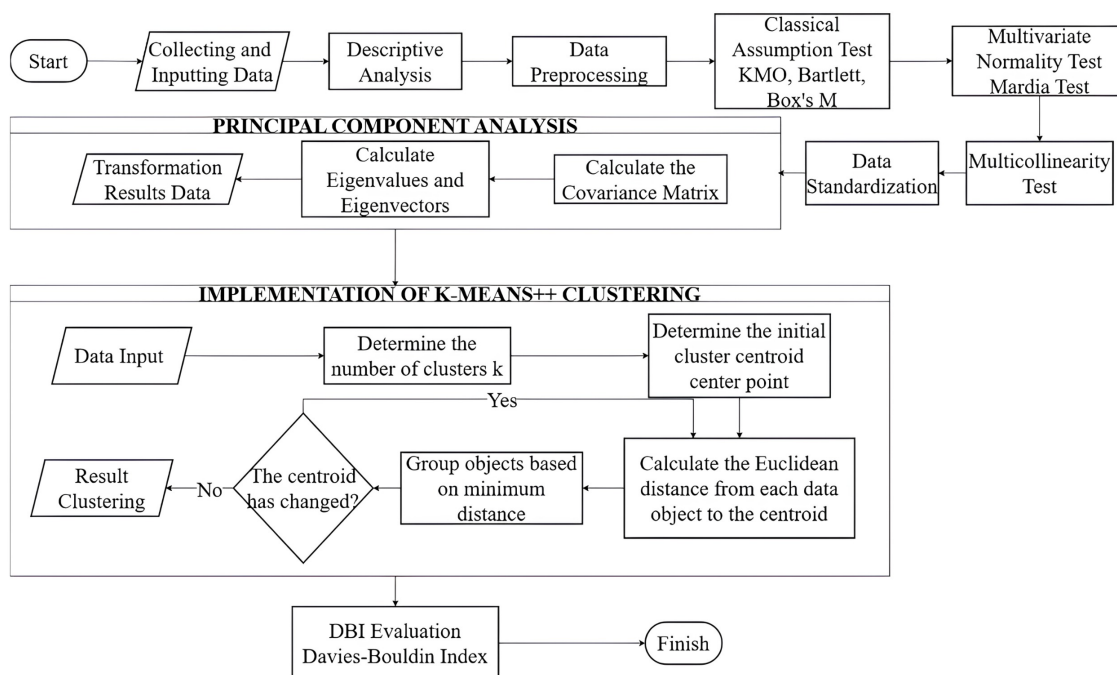 Start
Collecting and
Inputting Data
Descriptive
Analysis
Data
Preprocessing
Classical
Assumption Test
KMO, Bartlett,
Box's M
Multivariate
Normality Test
Mardia Test
PRINCIPAL COMPONENT ANALYSIS
Transformation
Results Data
Calculate
Eigenvalues and
Eigenvectors
Calculate the
Covariance Matrix
Data
Standardization
Multicollinearity
Test
IMPLEMENTATION OF K-MEANS++ CLUSTERING
Data Input
Determine the
number of clusters k
Determine the initial
cluster centroid
center point
Yes
Result
Clustering
No
The centroid
has changed?
Group objects based
on minimum
distance
Calculate the Euclidean
distance from each data
object to the centroid
DBI Evaluation
Davies-Bouldin Index
Finish